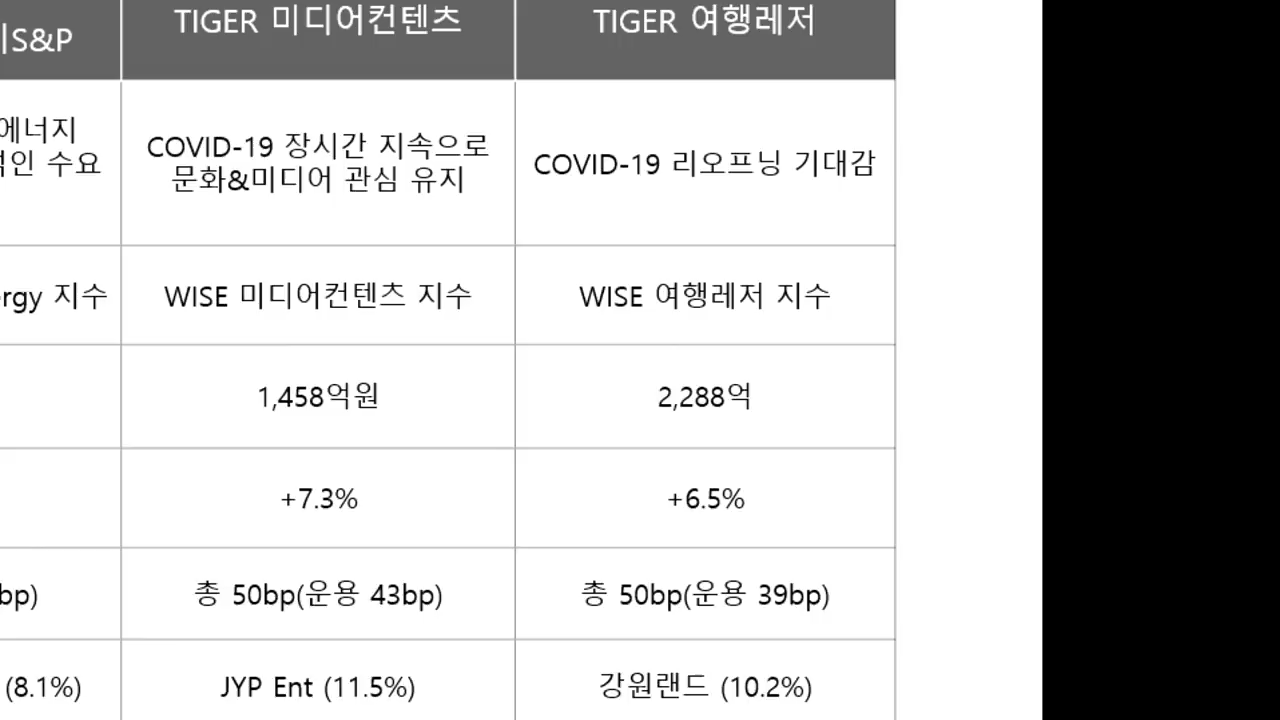 S&P
TIGER 미디어컨텐츠
TIGER 여행레저
에너지
인 수요
COVID-19 장시간 지속으로
문화&미디어 관심 유지
COVID-19 리오프닝 기대감
rgy 지수
WISE 미디어컨텐츠 지수
WISE 여행레저 지수
1,458억원
2,288억
+7.3%
+6.5%
bp)
총 50bp(운용 43bp)
총 50bp(운용 39bp)
(8.1%)
JYP Ent (11.5%)
강원랜드 (10.2%)